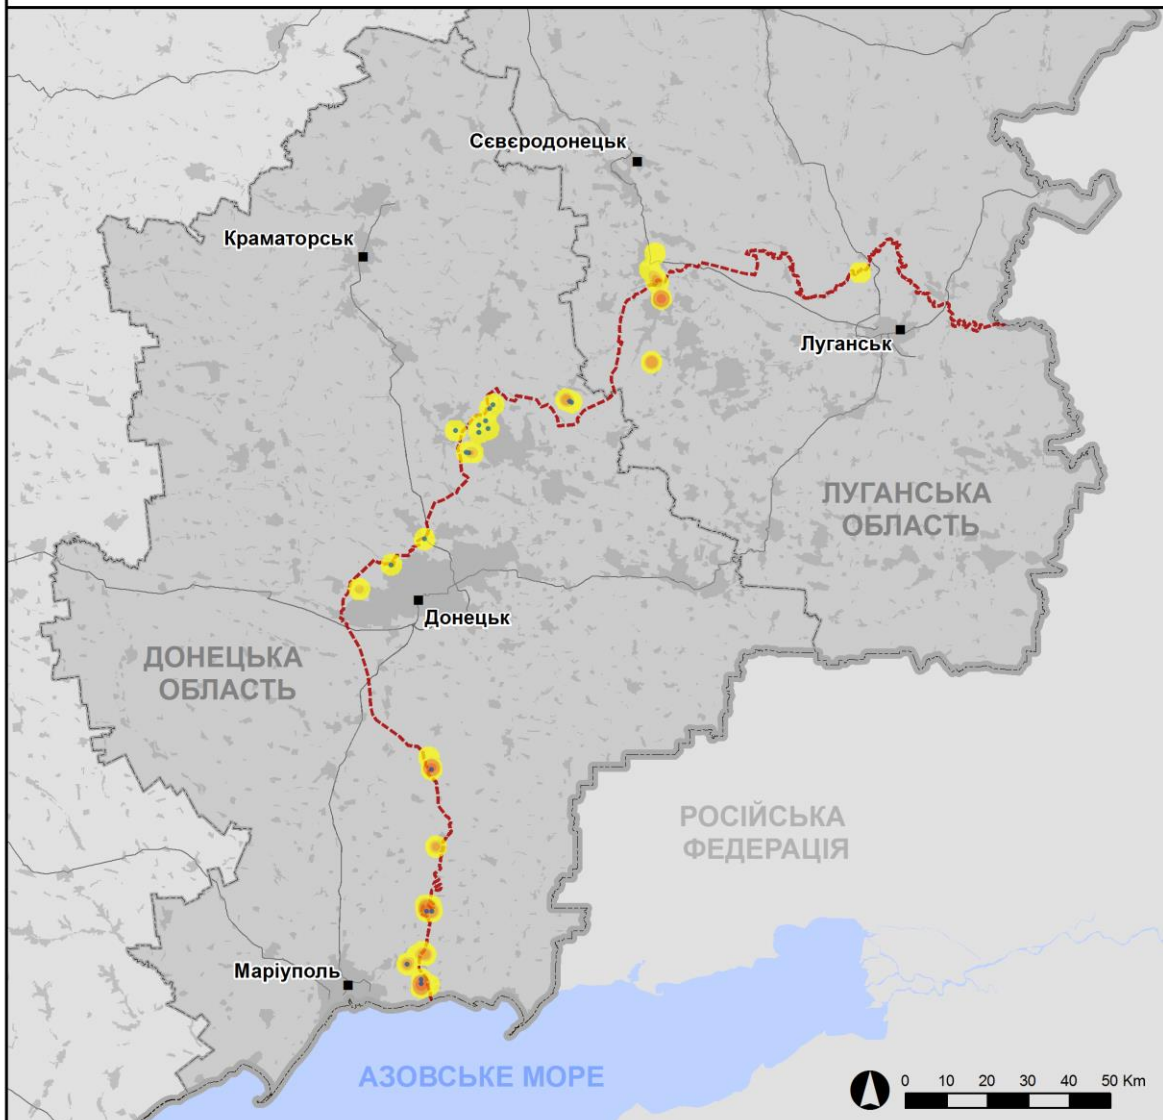 Сєвєродонецьк
Краматорськ
Луганськ
ЛУГАНСЬКА
ОБЛАСТЬ
Донецьк
ДОНЕЦЬКА
ОБЛАСТЬ
РОСІЙСЬКА
ФЕДЕРАЦІЯ
Маріуполь
АЗОВСЬКЕ МОРЕ
0 10 20 30 40 50 Km